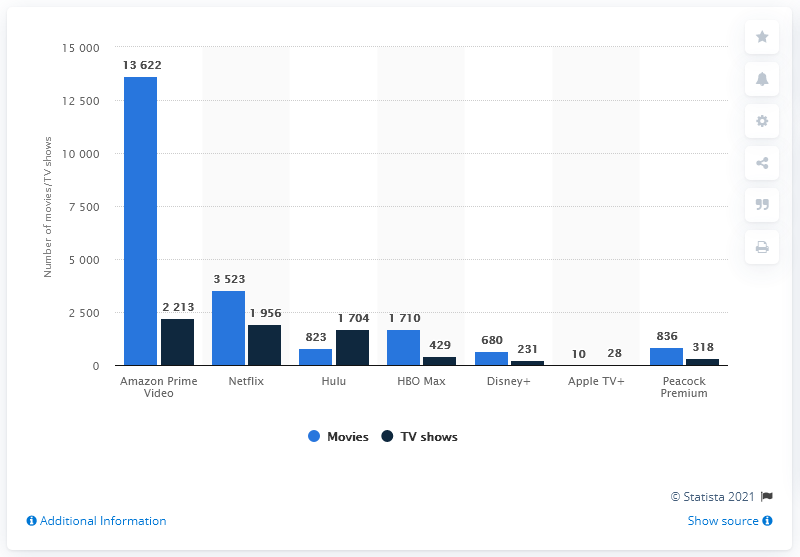 Number of movies/TV shows
15 000
12 500
10 000
7 500
5 000
2 500
0
13 622
2 213
3 523
1 956
823
1 704
1 710
429
680
231
10
28
836
318
Amazon Prime
Video
Netflix
Hulu
HBO Max
Disney+
Apple TV+
Peacock
Premium
Movies
TV shows
© Statista 2021
Additional Information
Show source